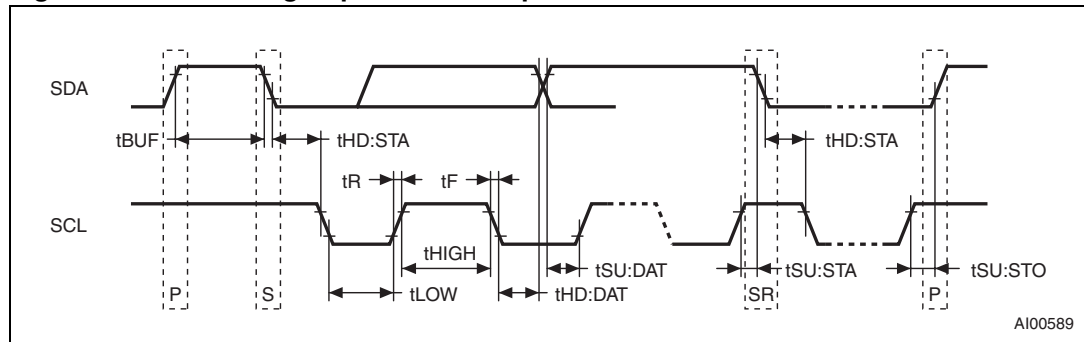 SDA
tBUF
tHD:STA
tHD:STA
tR
tF
SCL
tHIGH
tLOW
tSU:DAT
tHD:DAT
tSU:STA
tSU:STO
P
S
SR
P
AI00589